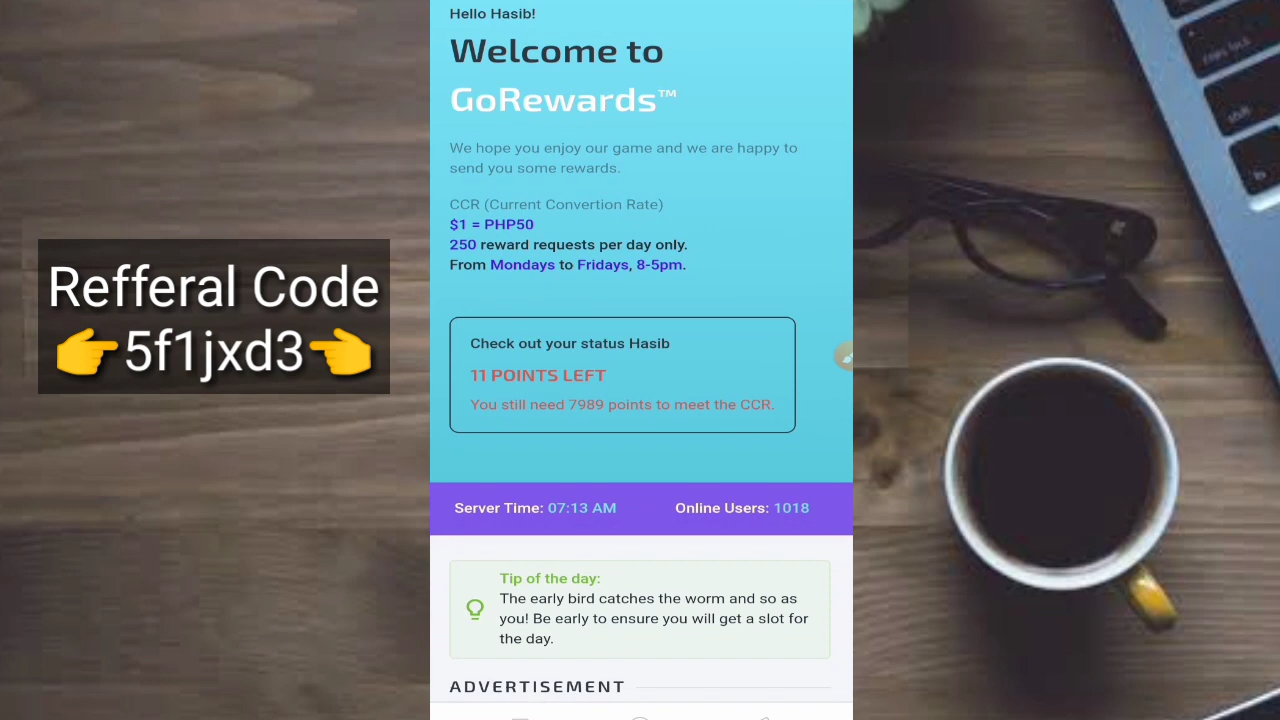 Refferal Code
👉5f1jxd3👈
Hello Hasib!
Welcome to
GoRewards™
We hope you enjoy our game and we are happy to
send you some rewards.
CCR (Current Convertion Rate)
$1 = PHP50
250 reward requests per day only.
From Mondays to Fridays, 8-5pm.
Check out your status Hasib
11 POINTS LEFT
You still need 7989 points to meet the CCR.
Server Time: 07:13 AM
Online Users: 1018
Tip of the day:
The early bird catches the worm and so as
you! Be early to ensure you will get a slot for
the day.
ADVERTISEMENT
caps lock
shift
fn